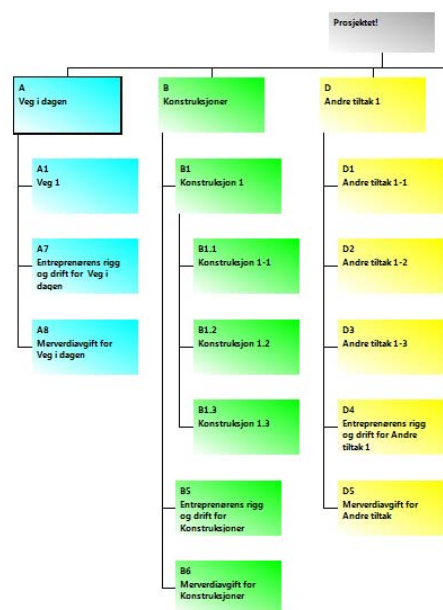 Prosjektet!
A
Veg i dagen
A1
Veg 1
A7
Entreprenørens rigg
og drift for  Veg i
dagen
A8
Merverdiavgift for
Veg i dagen
B
Konstruksjoner
B1
Konstruksjon 1
B1.1
Konstruksjon 1-1
B1.2
Konstruksjon 1.2
B1.3
Konstruksjon 1.3
B5
Entreprenørens rigg
og drift for
Konstruksjoner
B6
Merverdiavgift for
Konstruksjoner
D
Andre tiltak 1
D1
Andre tiltak 1-1
D2
Andre tiltak 1-2
D3
Andre tiltak 1-3
D4
Entreprenørens rigg
og drift for Andre
tiltak 1
D5
Merverdiavgift for
Andre tiltak